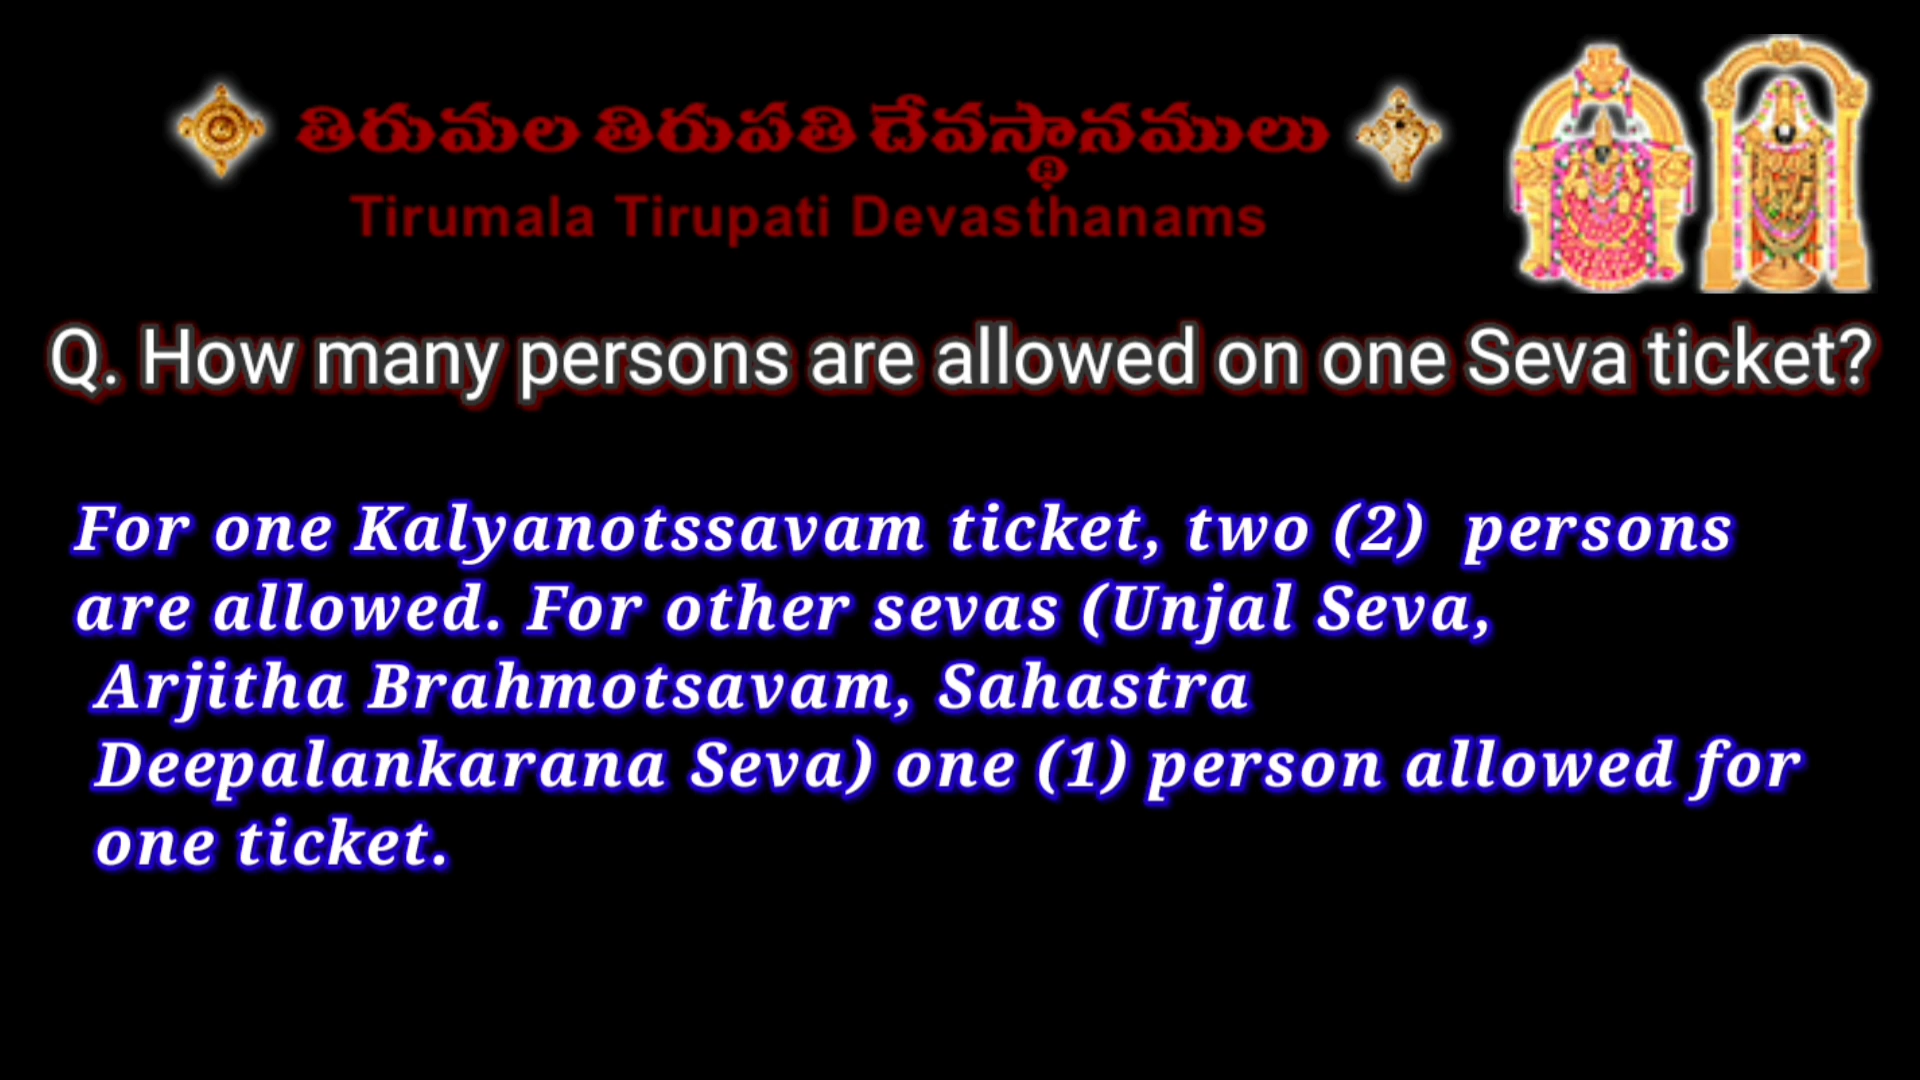 తిరుమల తిరుపతి దేవస్థానములు
Tirumala Tirupati Devasthanams
Q. How many persons are allowed on one Seva ticket?
For one Kalyanotssavam ticket, two (2) persons
are allowed. For other sevas (Unjal Seva,
Arjitha Brahmotsavam, Sahastra
Deepalankarana Seva) one (1) person allowed for
one ticket.